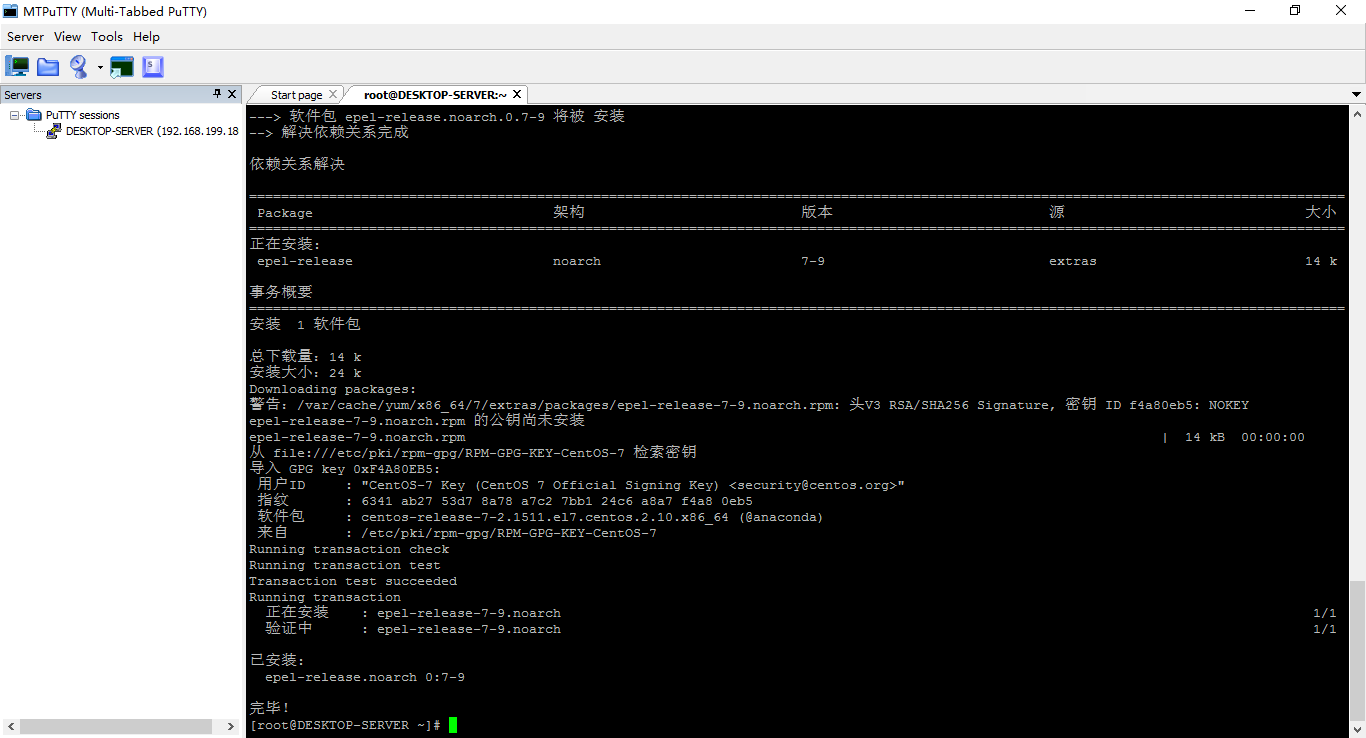 MTPuTTY (Multi-Tabbed PuTTY)
Server View Tools Help
Servers
Start page
root@DESKTOP-SERVER:~
PuTTY sessions
DESKTOP-SERVER (192.168.199.18
---> 软件包 epel-release.noarch.0.7-9 将被 安装
--> 解决依赖关系完成
依赖关系解决
================================================================================
Package 架构 版本 源 大小
================================================================================
正在安装:
epel-release noarch 7-9 extras 14 k
事务概要
================================================================================
安装 1 软件包
总下载量：14 k
安装大小：24 k
Downloading packages:
警告：/var/cache/yum/x86_64/7/extras/packages/epel-release-7-9.noarch.rpm: 头V3 RSA/SHA256 Signature, 密钥 ID f4a80eb5: NOKEY
epel-release-7-9.noarch.rpm 的公钥尚未安装
epel-release-7-9.noarch.rpm | 14 kB 00:00:00
从 file:///etc/pki/rpm-gpg/RPM-GPG-KEY-CentOS-7 检索密钥
导入 GPG key 0xF4A80EB5:
用户ID : "CentOS-7 Key (CentOS 7 Official Signing Key) <security@centos.org>"
指纹 : 6341 ab27 53d7 8a78 a7c2 7bb1 24c6 a8a7 f4a8 0eb5
软件包 : centos-release-7-2.1511.el7.centos.2.10.x86_64 (@anaconda)
来自 : /etc/pki/rpm-gpg/RPM-GPG-KEY-CentOS-7
Running transaction check
Running transaction test
Transaction test succeeded
Running transaction
正在安装 : epel-release-7-9.noarch 1/1
验证中 : epel-release-7-9.noarch 1/1
已安装:
epel-release.noarch 0:7-9
完毕！
[root@DESKTOP-SERVER ~]#